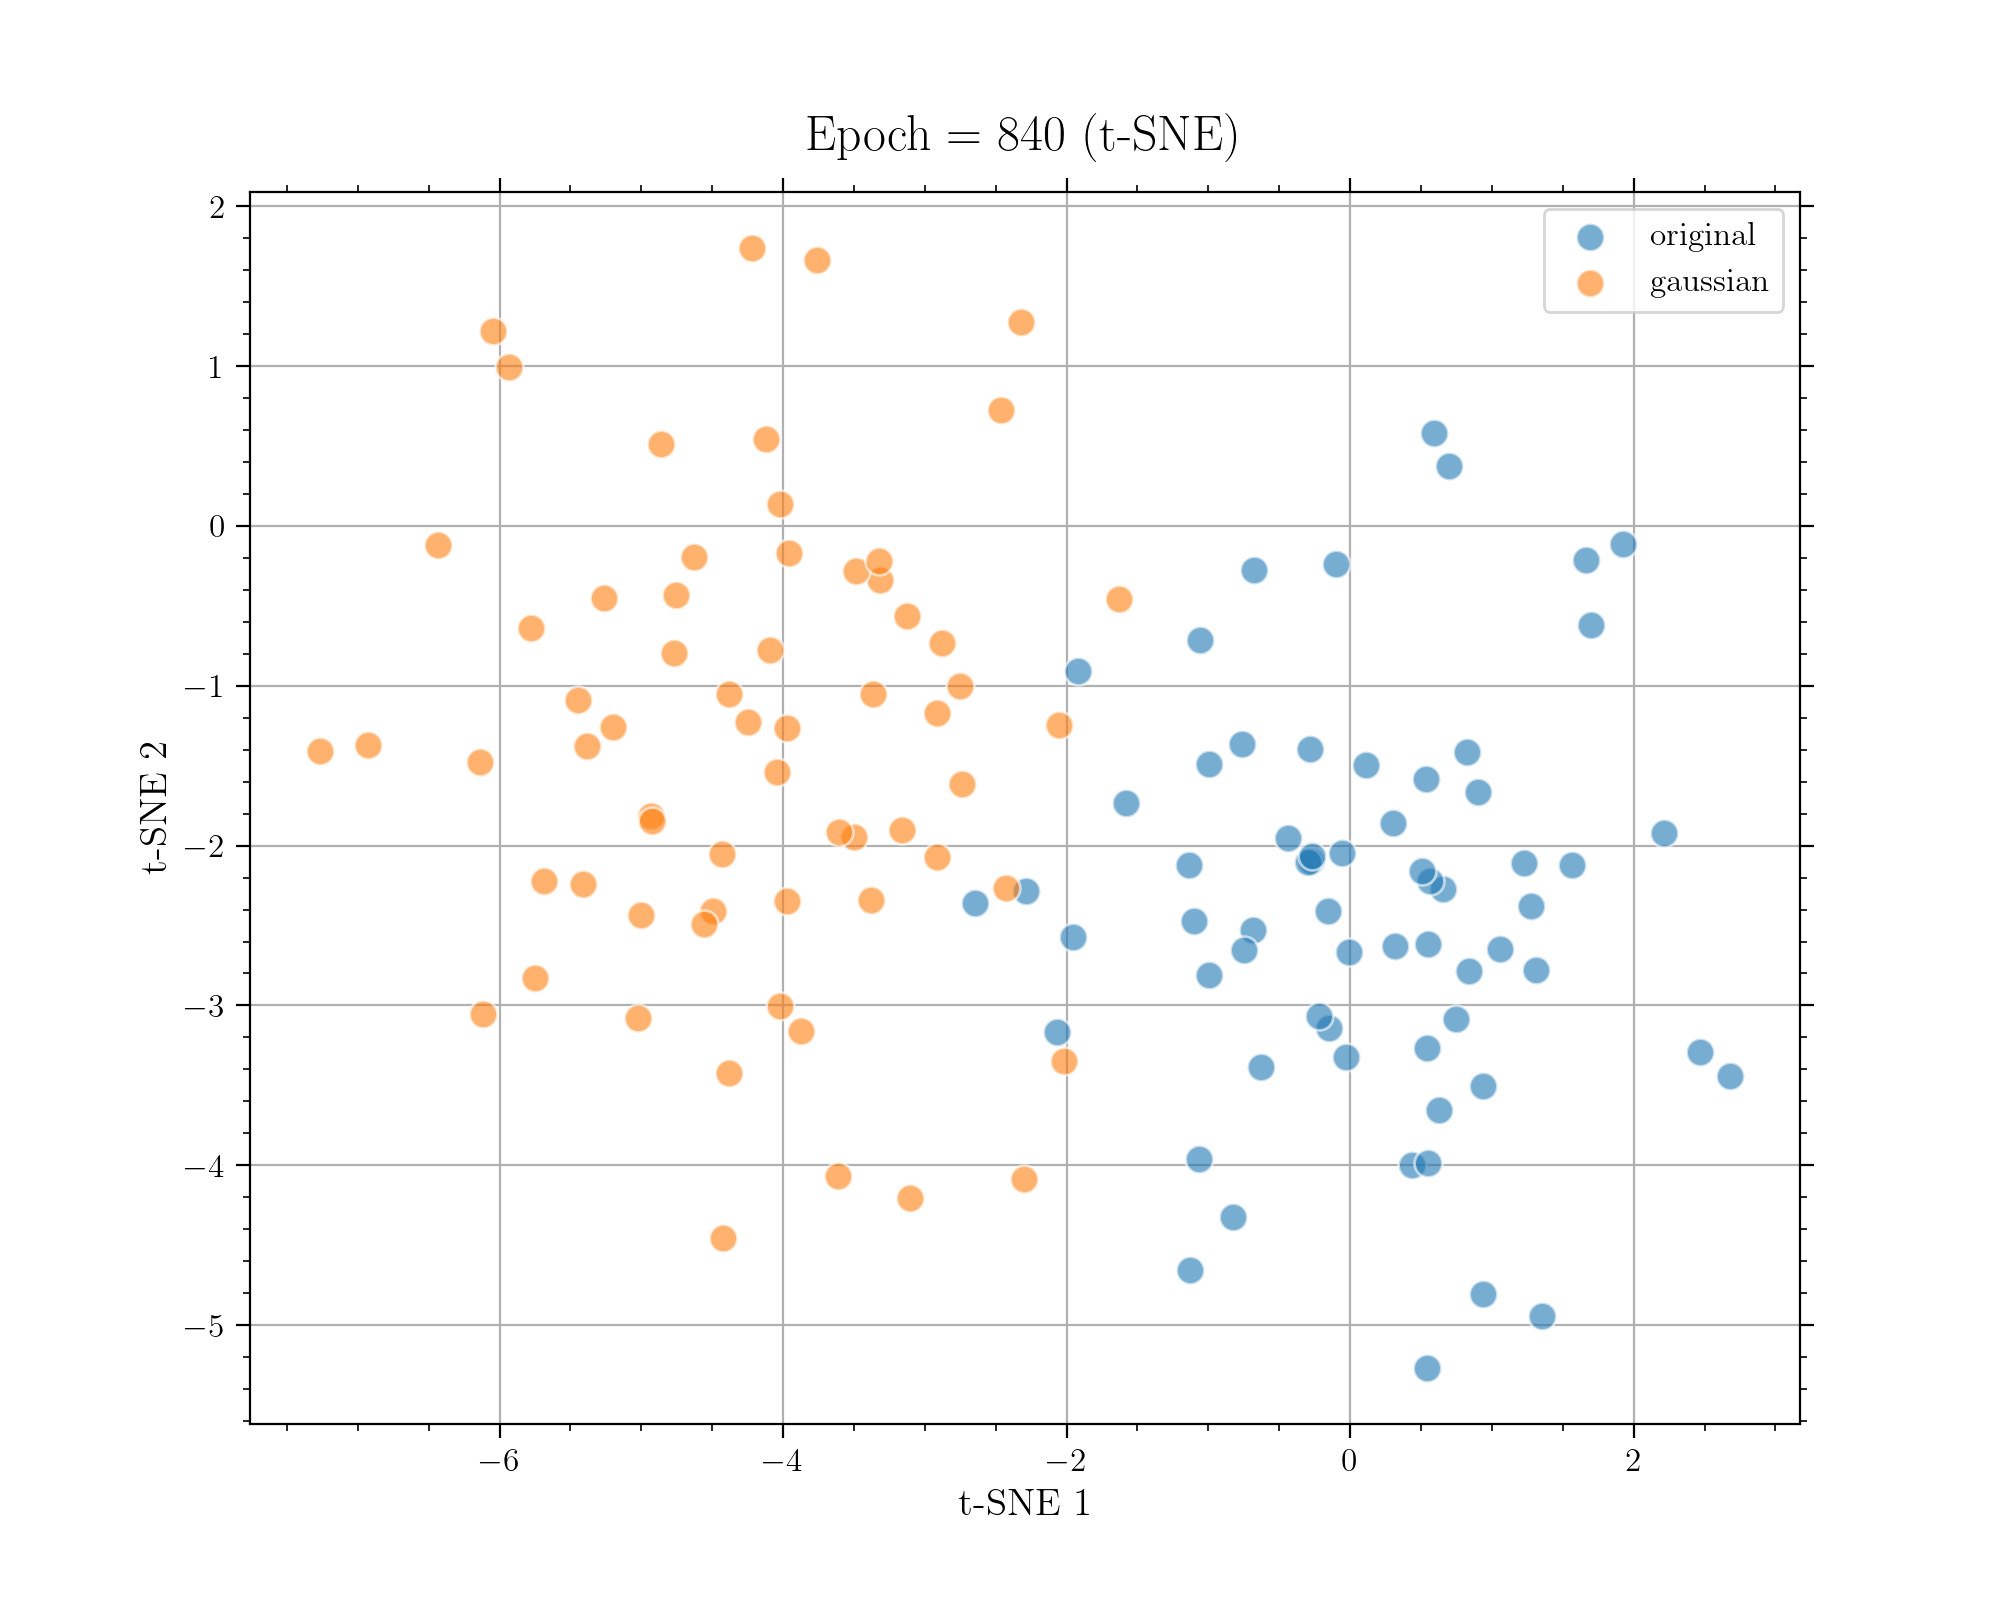 Epoch = 840 (t-SNE)
original
gaussian
2
1
0
−1
−2
−3
−4
−5
t-SNE 2
−6
−4
−2
0
2
t-SNE 1